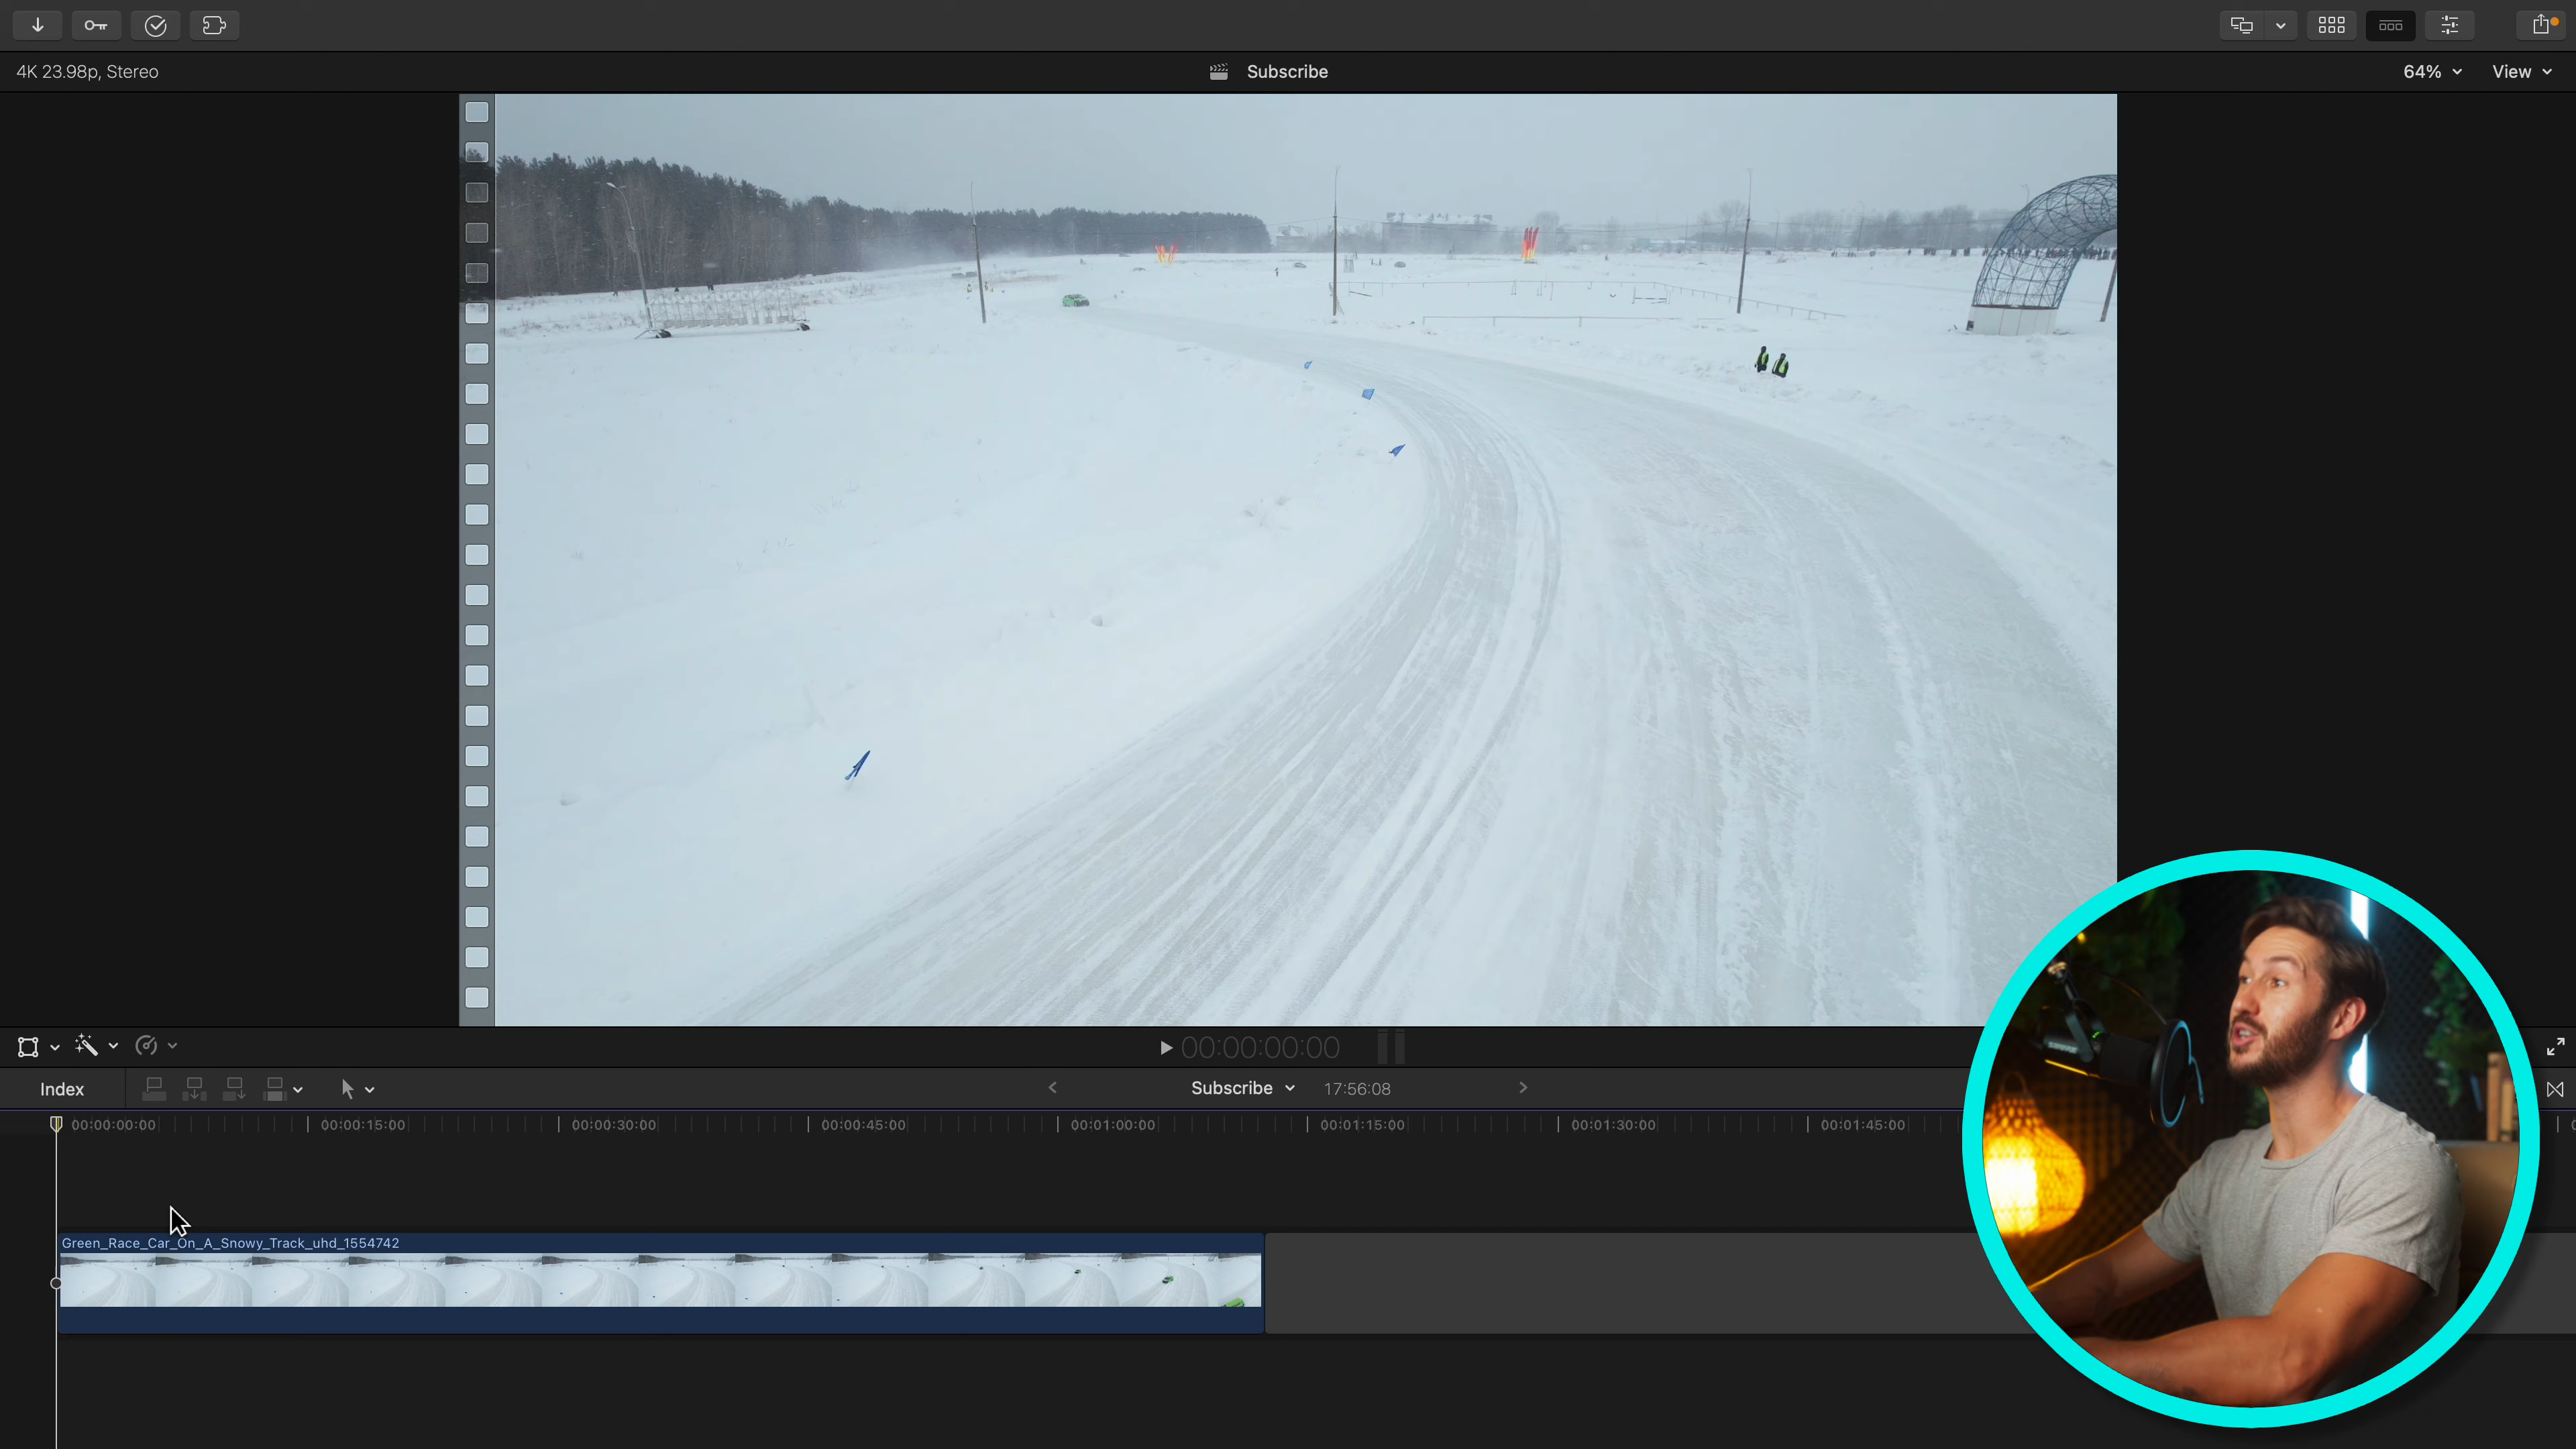 4K 23.98p, Stereo
Subscribe
64%
View
00:00:00:00
Index
Subscribe
17:56:08
00:00:00:00
00:00:15:00
00:00:30:00
00:00:45:00
00:01:00:00
00:01:15:00
00:01:30:00
00:01:45:00
Green_Race_Car_On_A_Snowy_Track_uhd_1554742